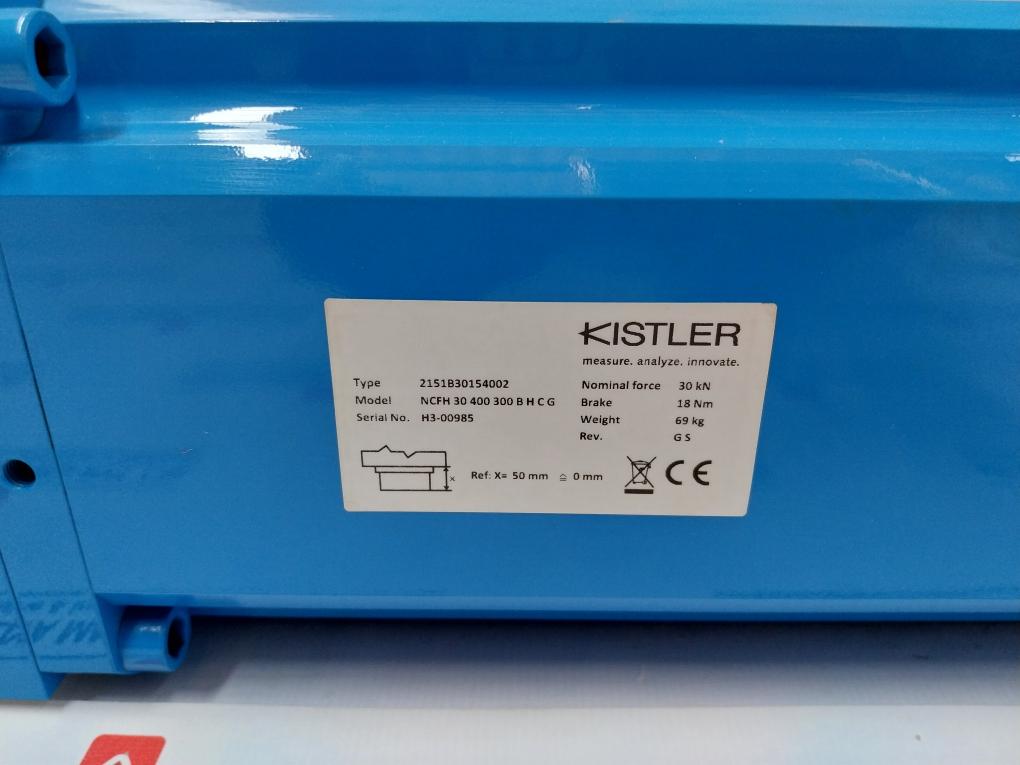 KISTLER
measure. analyze. innovate.
Type 2151B30154002
Model NCFH 30 400 300 B H C G
Serial No. H3-00985
Nominal force 30 kN
Brake 18 Nm
Weight 69 kg
Rev. G S
x
Ref: X= 50 mm ≙ 0 mm
CE